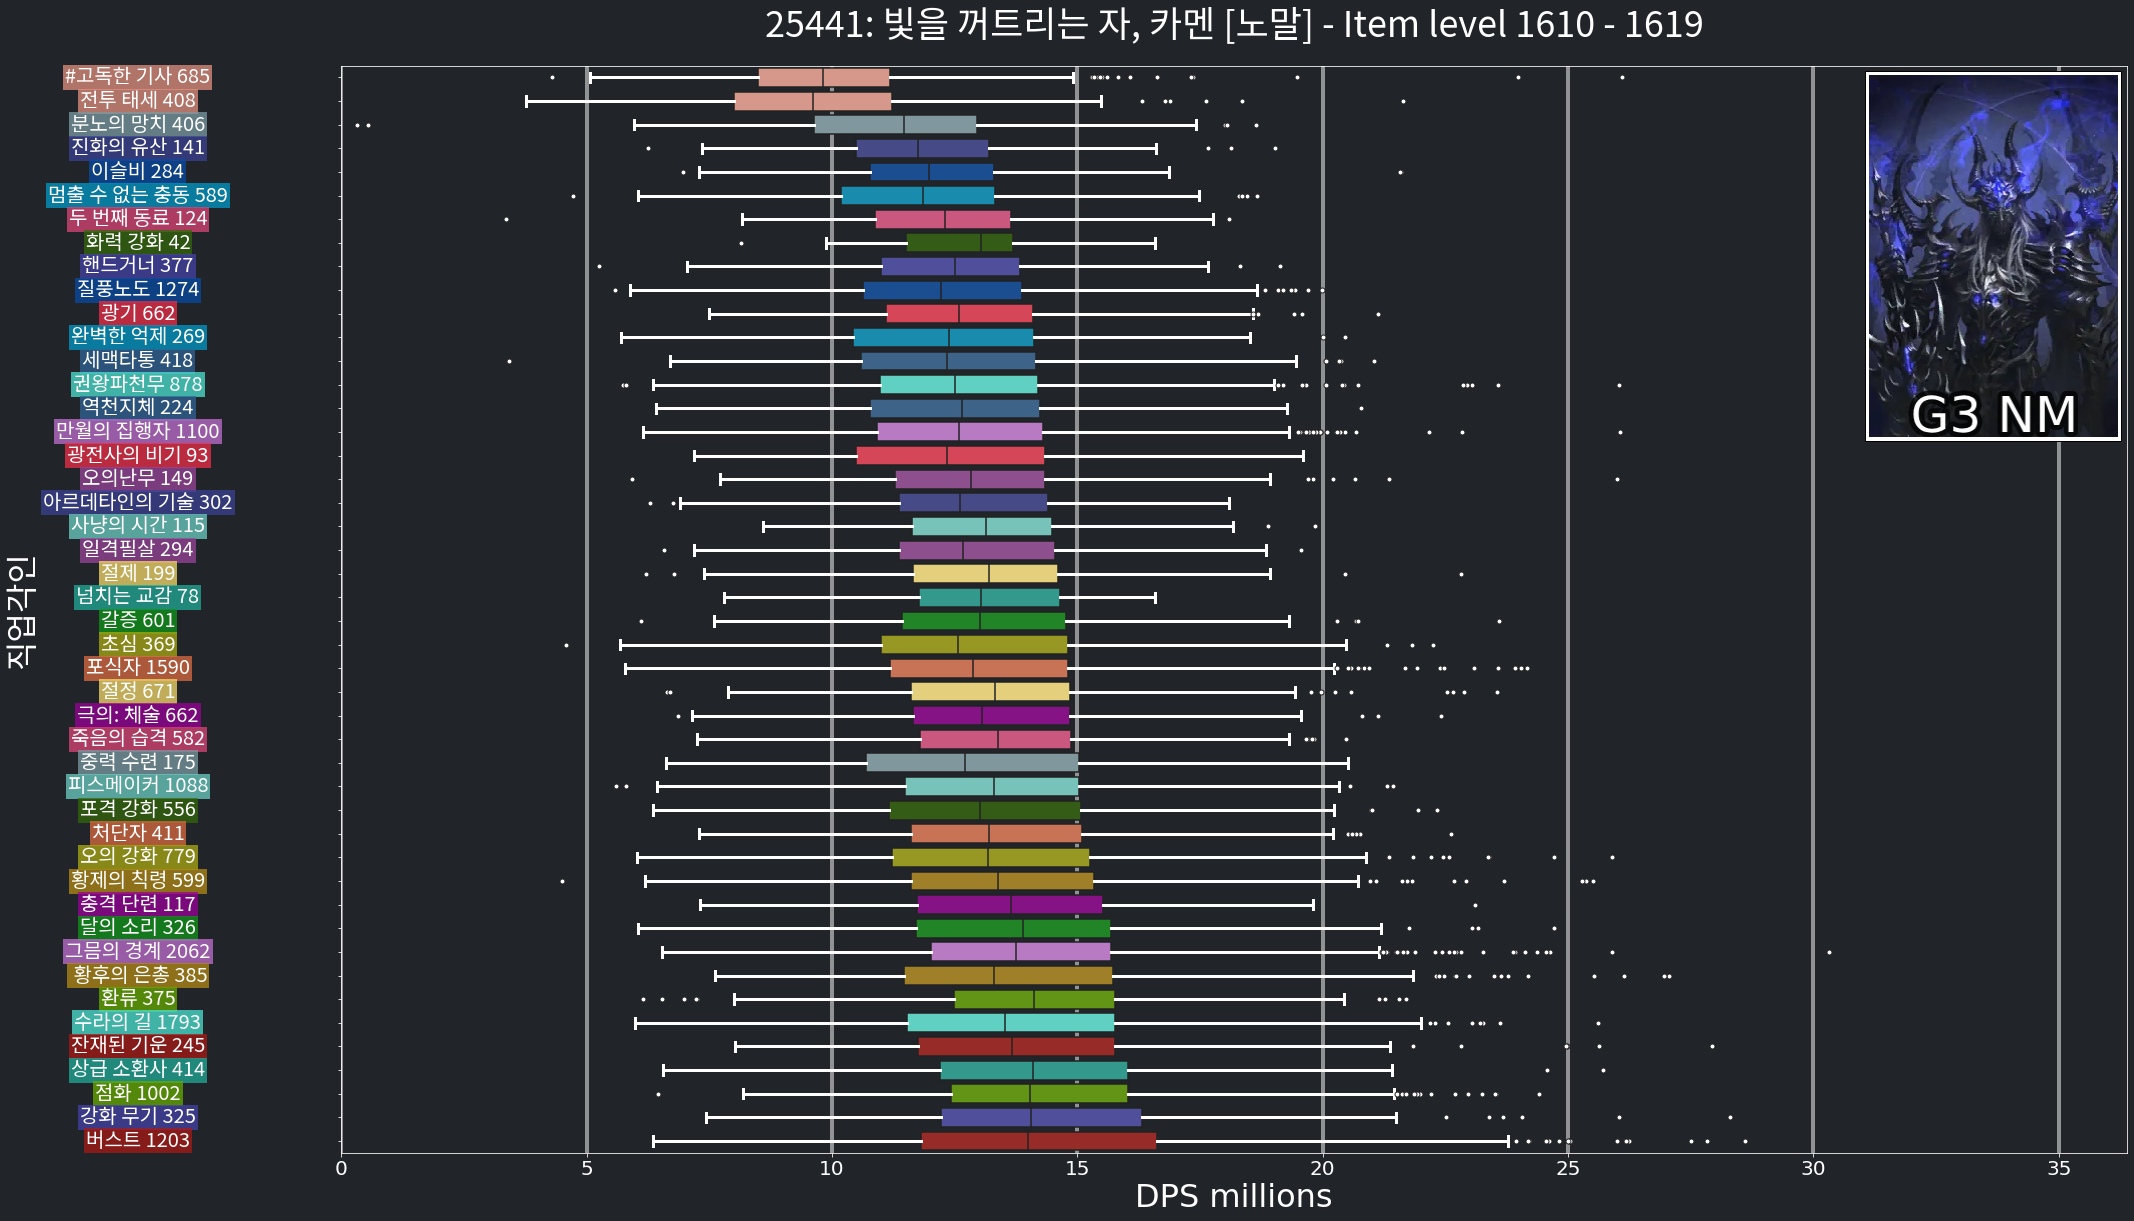 25441: 빛을 꺼트리는 자, 카멘 [노말] - Item level 1610 - 1619
#고독한 기사 685
전투 태세 408
분노의 망치 406
진화의 유산 141
이슬비 284
멈출 수 없는 충동 589
두 번째 동료 124
화력 강화 42
핸드거너 377
질풍노도 1274
광기 662
완벽한 억제 269
세맥타통 418
권왕파천무 878
역천지체 224
만월의 집행자 1100
광전사의 비기 93
오의난무 149
아르데타인의 기술 302
사냥의 시간 115
일격필살 294
절제 199
넘치는 교감 78
갈증 601
초심 369
포식자 1590
절정 671
극의: 체술 662
죽음의 습격 582
중력 수련 175
피스메이커 1088
포격 강화 556
처단자 411
오의 강화 779
황제의 칙령 599
충격 단련 117
달의 소리 326
그믐의 경계 2062
황후의 은총 385
환류 375
수라의 길 1793
잔재된 기운 245
상급 소환사 414
점화 1002
강화 무기 325
버스트 1203
직업각인
G3 NM
0 5 10 15 20 25 30 35
DPS millions